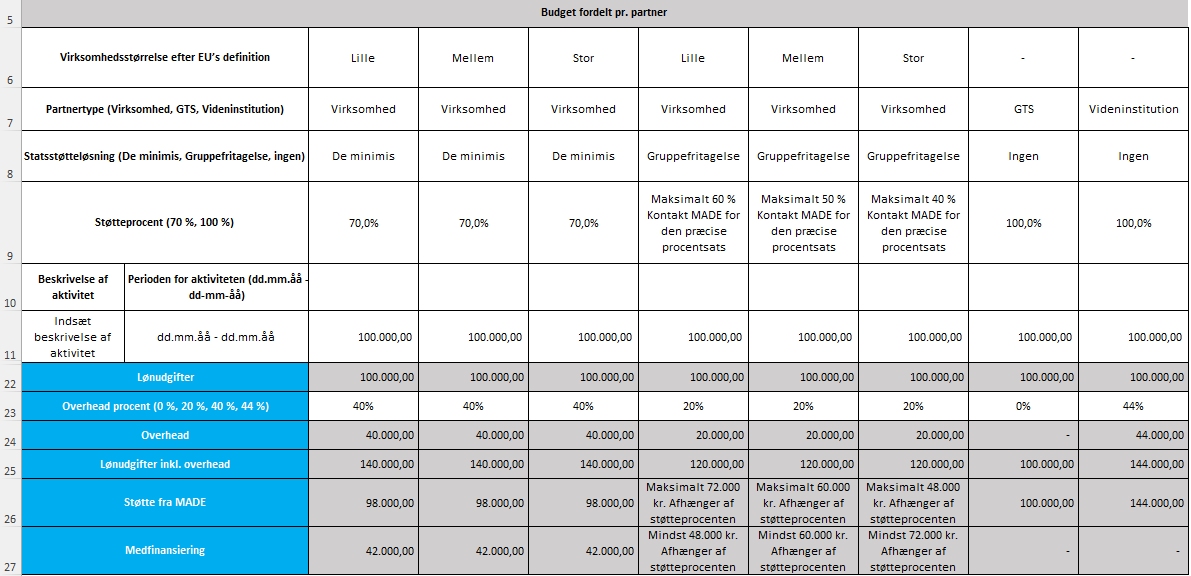 5 Budget fordelt pr. partner
6 Virksomhedsstørrelse efter EU's definition Lille Mellem Stor Lille Mellem Stor - -
7 Partnertype (Virksomhed, GTS, Videninstitution) Virksomhed Virksomhed Virksomhed Virksomhed Virksomhed Virksomhed GTS Videninstitution
8 Statsstøtteløsning (De minimis, Gruppefritagelse, ingen) De minimis De minimis De minimis Gruppefritagelse Gruppefritagelse Gruppefritagelse Ingen Ingen
Maksimalt 60 % Maksimalt 50 % Maksimalt 40 %
Støtteprocent (70 %, 100 %) 70,0% 70,0% 70,0% Kontakt MADE for Kontakt MADE for Kontakt MADE for 100,0% 100,0%
den præcise den præcise den præcise
9 procentsats procentsats procentsats
Beskrivelse af Perioden for aktiviteten (dd.mm.åå -
10 aktivitet dd-mm-åå)
Indsæt
beskrivelse af dd.mm.åå - dd.mm.åå 100.000,00 100.000,00 100.000,00 100.000,00 100.000,00 100.000,00 100.000,00 100.000,00
11 aktivitet
22 Lønudgifter 100.000,00 100.000,00 100.000,00 100.000,00 100.000,00 100.000,00 100.000,00 100.000,00
23 Overhead procent (0 %, 20 %, 40 %, 44 %) 40% 40% 40% 20% 20% 20% 0% 44%
24 Overhead 40.000,00 40.000,00 40.000,00 20.000,00 20.000,00 20.000,00 - 44.000,00
25 Lønudgifter inkl. overhead 140.000,00 140.000,00 140.000,00 120.000,00 120.000,00 120.000,00 100.000,00 144.000,00
Maksimalt 72.000 Maksimalt 60.000 Maksimalt 48.000
Støtte fra MADE 98.000,00 98.000,00 98.000,00 kr. Afhænger af kr. Afhænger af kr. Afhænger af 100.000,00 144.000,00
26 støtteprocenten støtteprocenten støtteprocenten
Mindst 48.000 kr. Mindst 60.000 kr. Mindst 72.000 kr.
Medfinansiering 42.000,00 42.000,00 42.000,00 Afhænger af Afhænger af Afhænger af - -
27 støtteprocenten støtteprocenten støtteprocenten